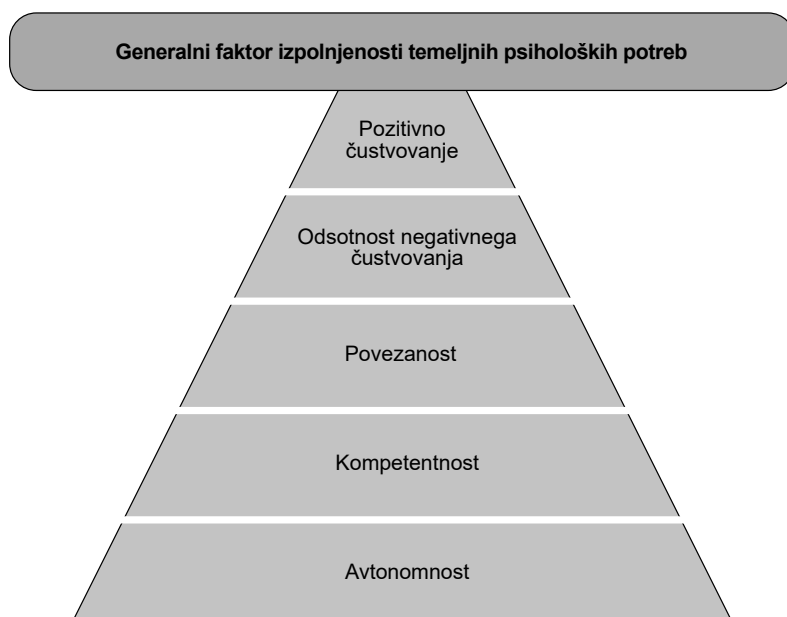 Generalni faktor izpolnjenosti temeljnih psiholoških potreb
Pozitivno
čustvovanje
Odsotnost negativnega
čustvovanja
Povezanost
Kompetentnost
Avtonomnost